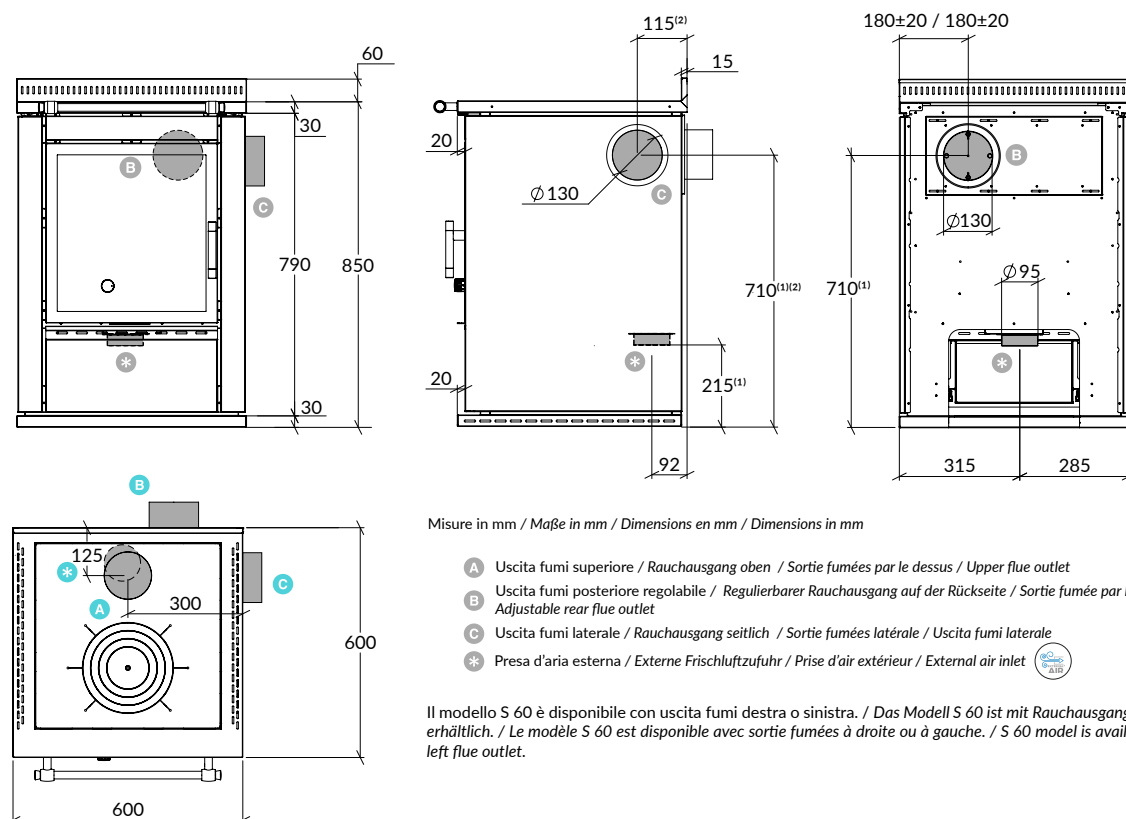 60
30
790
850
30
B
C
*
115(2)
15
20
Ø 130
C
710(1)(2)
*
20
215(1)
92
180±20 / 180±20
B
Ø130
Ø 95
710(1)
*
315
285
B
125
*
A
C
300
600
600
Misure in mm / Maße in mm / Dimensions en mm / Dimensions in mm
A Uscita fumi superiore / Rauchausgang oben / Sortie fumées par le dessus / Upper flue outlet
B Uscita fumi posteriore regolabile / Regulierbarer Rauchausgang auf der Rückseite / Sortie fumée par
Adjustable rear flue outlet
C Uscita fumi laterale / Rauchausgang seitlich / Sortie fumées latérale / Uscita fumi laterale
* Presa d'aria esterna / Externe Frischluftzufuhr / Prise d'air extérieur / External air inlet
AIR
Il modello S 60 è disponibile con uscita fumi destra o sinistra. / Das Modell S 60 ist mit Rauchausgang
erhältlich. / Le modèle S 60 est disponible avec sortie fumées à droite ou à gauche. / S 60 model is
left flue outlet.